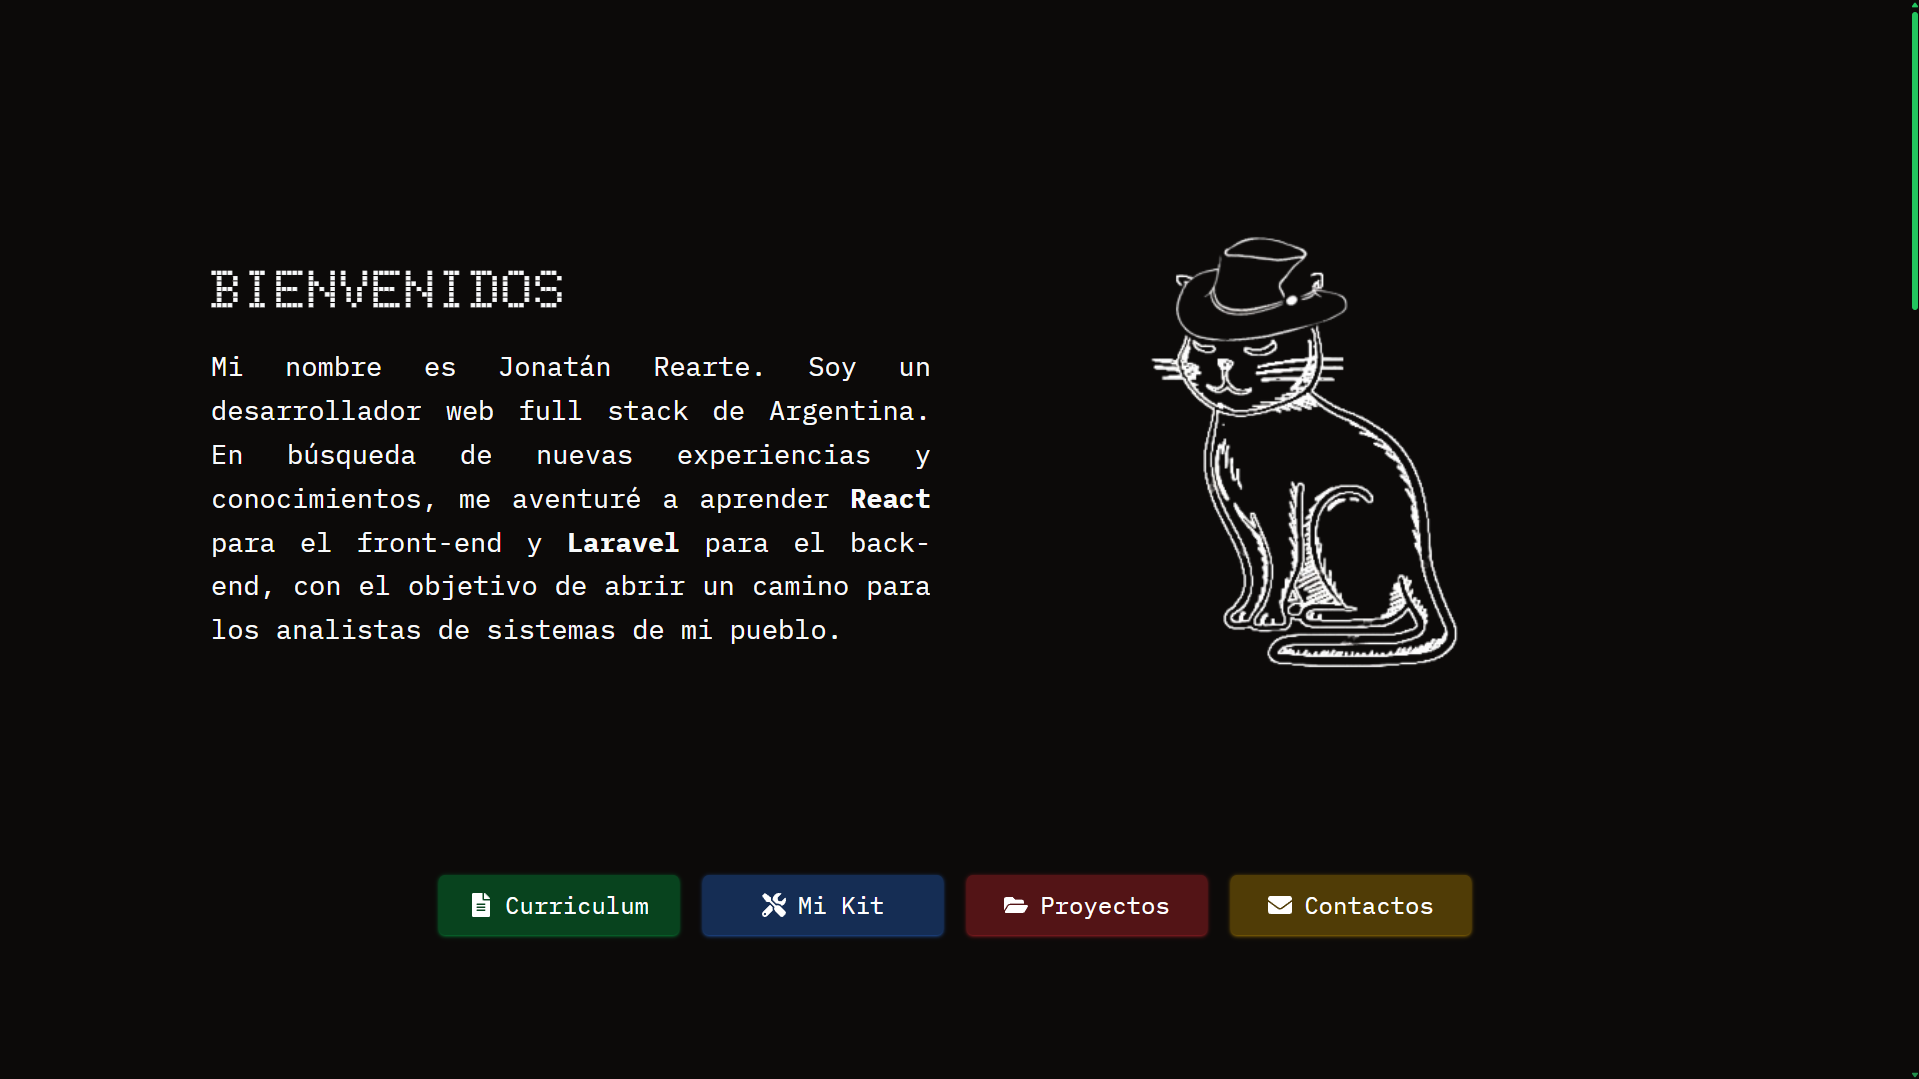 BIENVENIDOS
Mi nombre es Jonatán Rearte. Soy un
desarrollador web full stack de Argentina.
En búsqueda de nuevas experiencias y
conocimientos, me aventuré a aprender React
para el front-end y Laravel para el back-
end, con el objetivo de abrir un camino para
los analistas de sistemas de mi pueblo.
Curriculum
Mi Kit
Proyectos
Contactos